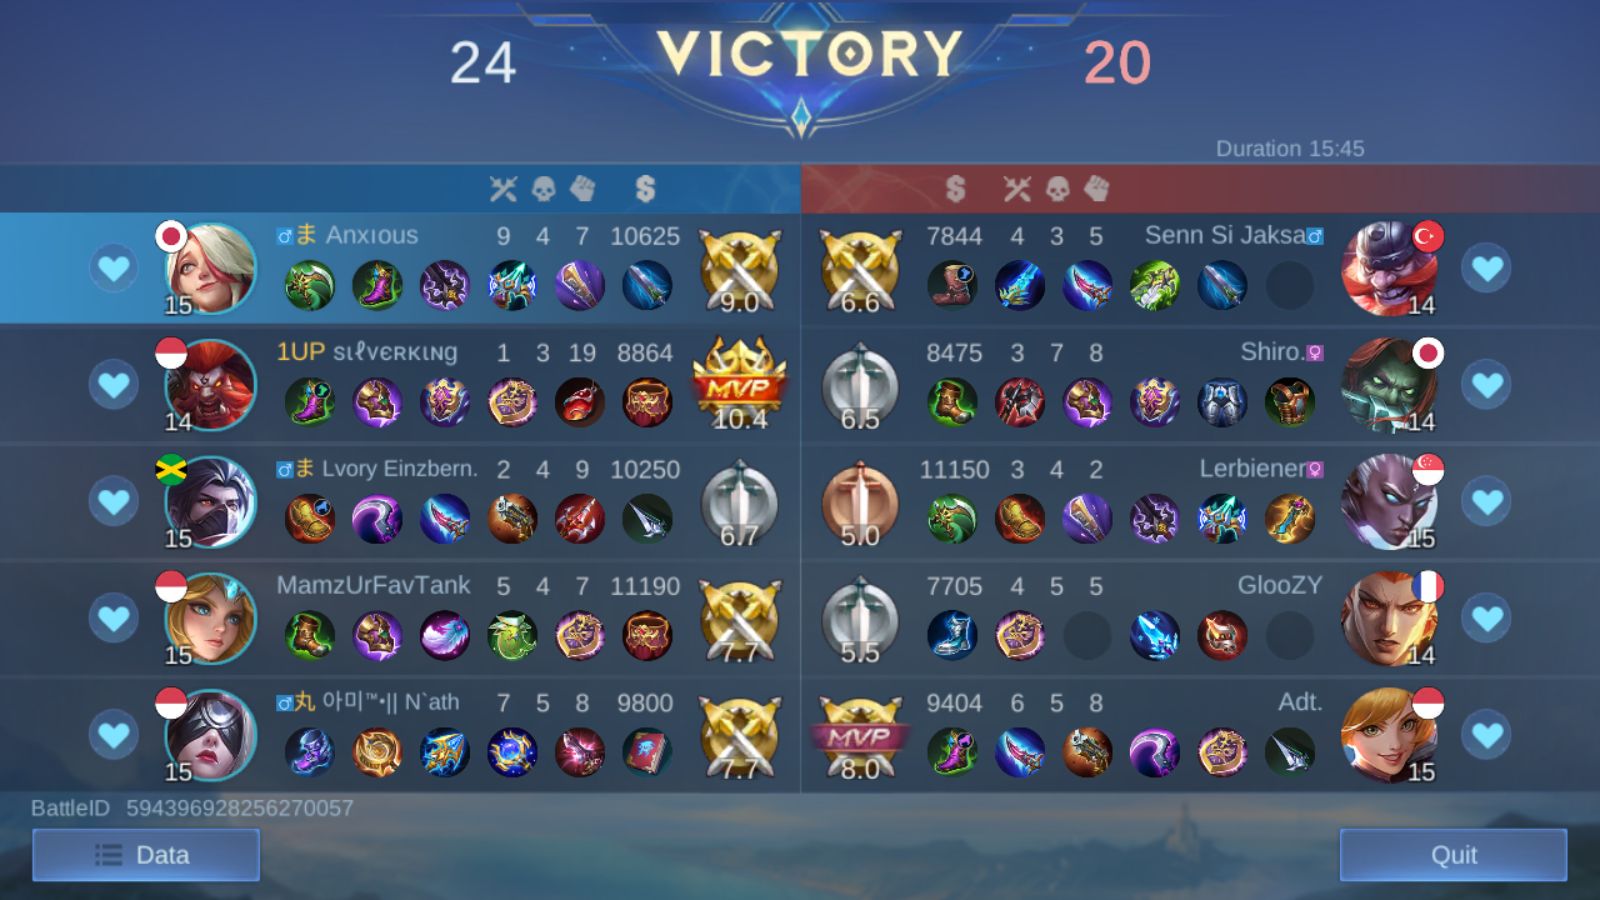 24 VICTORY 20
Duration 15:45
ま Anxıous 9 4 7 10625 9.0 15
1UP sιℓvєʀκιɴg 1 3 19 8864 MVP 10.4 14
ま Lvory Einzbern. 2 4 9 10250 6.7 15
MamzUrFavTank 5 4 7 11190 7.7 15
丸 아미™•|| N`ath 7 5 8 9800 7.7 15
6.6 7844 4 3 5 Senn Si Jaksa 14
6.5 8475 3 7 8 Shiro. 14
5.0 11150 3 4 2 Lerbiener 15
5.5 7705 4 5 5 GlooZY 14
MVP 8.0 9404 6 5 8 Adt. 15
BattleID 594396928256270057
Data
Quit